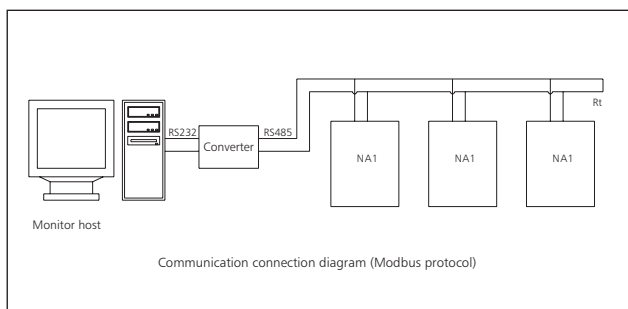 RS232
Converter
RS485
Rt
NA1
NA1
NA1
Monitor host
Communication connection diagram (Modbus protocol)